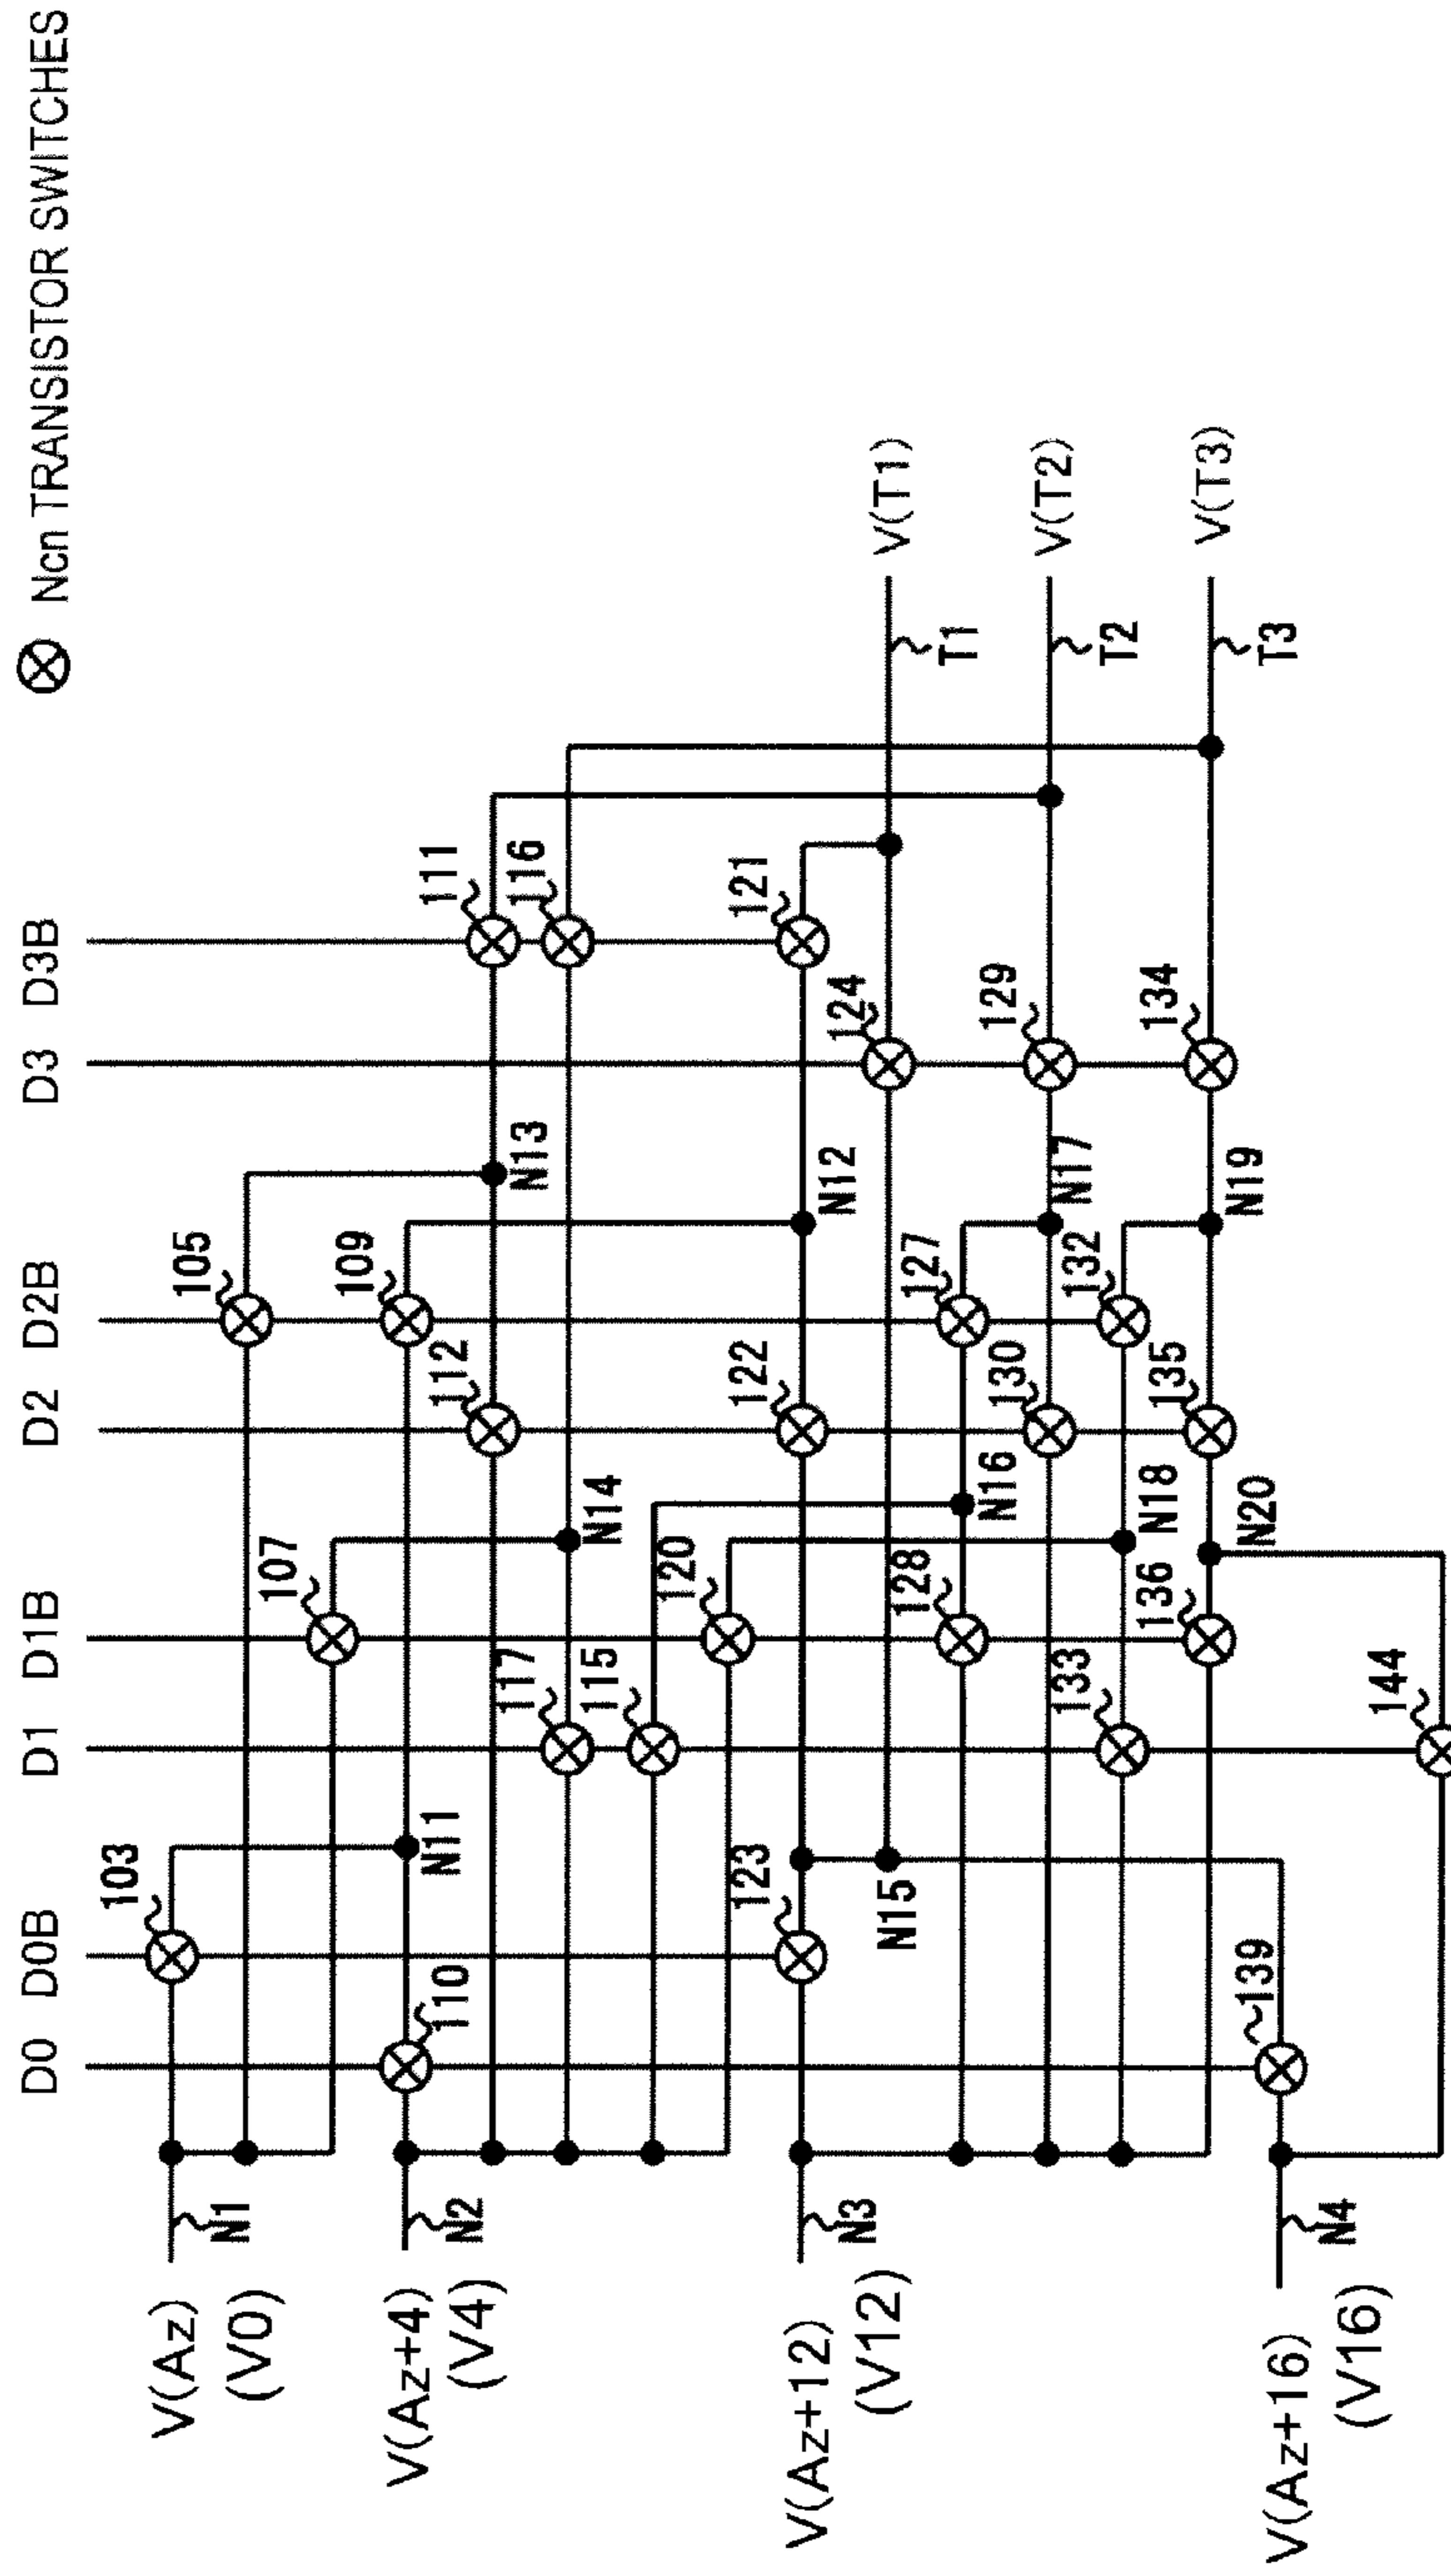 ⊗ Ncn TRANSISTOR SWITCHES
D0 D0B D1 D1B D2 D2B D3 D3B
V(Az)
(V0)
N1
103
105
107
V(Az+4)
(V4)
N2
110
N11
109
112
N13
111
117
N14
116
115
120
V(Az+12)
(V12)
N3
123
122
N12
121
N15
124
V(T1)
T1
128
N16
127
130
N17
129
V(T2)
T2
133
N18
132
136
N20
135
N19
134
V(T3)
T3
V(Az+16)
(V16)
N4
139
144